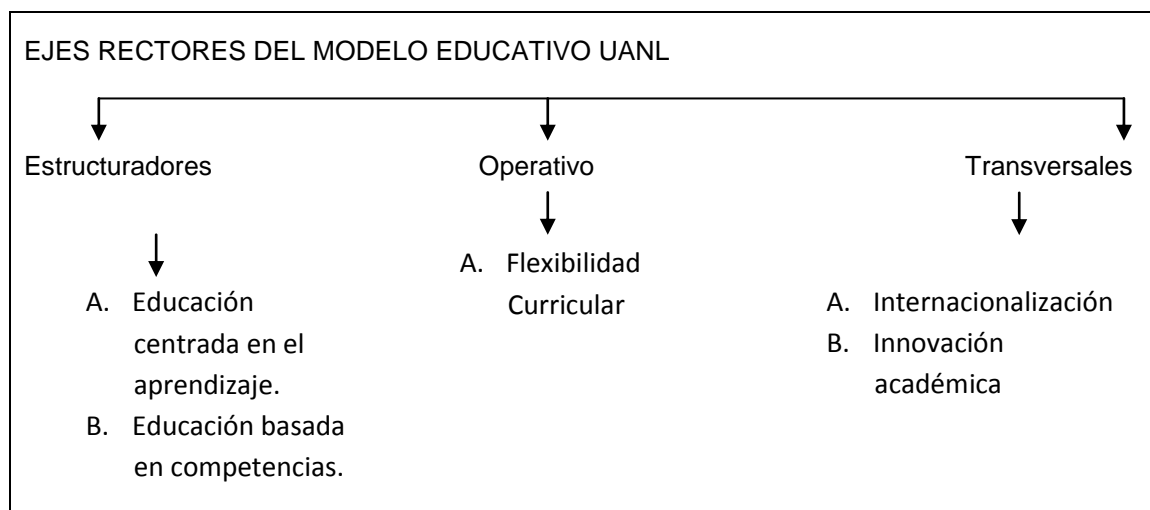 EJES RECTORES DEL MODELO EDUCATIVO UANL
Estructuradores
Operativo
Transversales
A. Educación
centrada en el
aprendizaje.
B. Educación basada
en competencias.
A. Flexibilidad
Curricular
A. Internacionalización
B. Innovación
académica